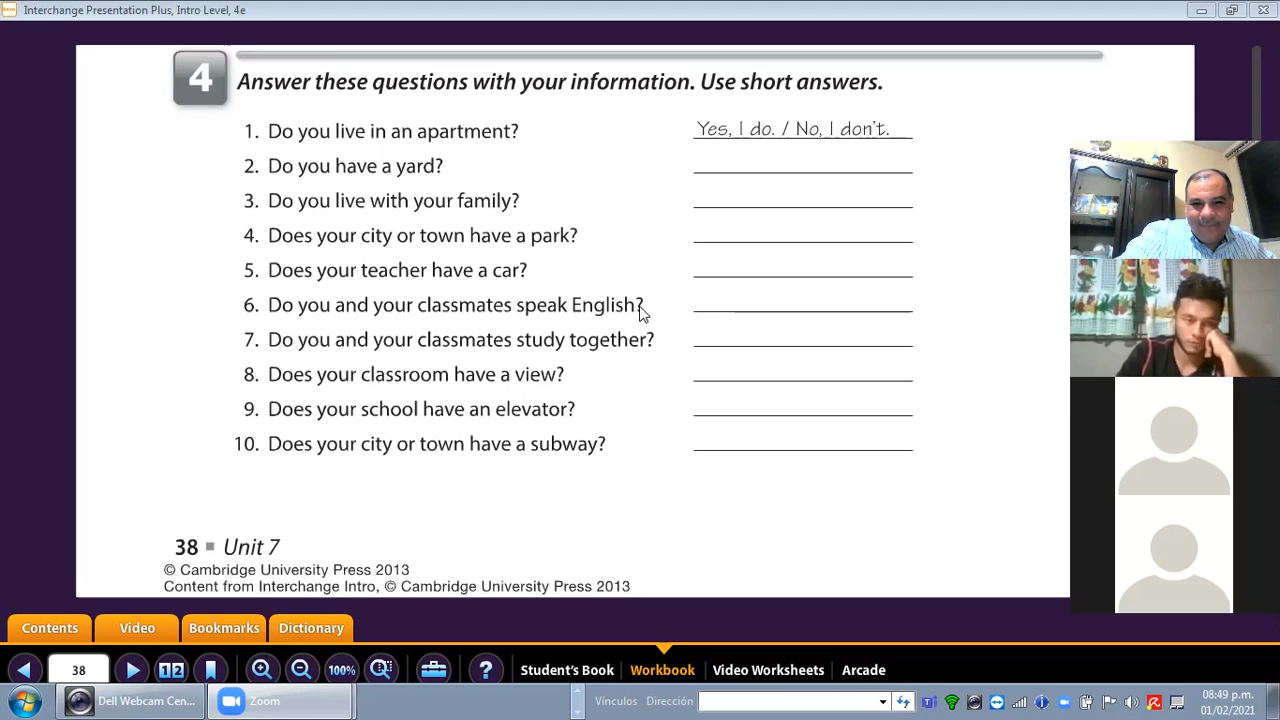 Interchange Presentation Plus, Intro Level, 4e
4 Answer these questions with your information. Use short answers.
1. Do you live in an apartment? Yes, I do. / No, I don't.
2. Do you have a yard?
3. Do you live with your family?
4. Does your city or town have a park?
5. Does your teacher have a car?
6. Do you and your classmates speak English?
7. Do you and your classmates study together?
8. Does your classroom have a view?
9. Does your school have an elevator?
10. Does your city or town have a subway?
38 ■ Unit 7
© Cambridge University Press 2013
Content from Interchange Intro, © Cambridge University Press 2013
Contents Video Bookmarks Dictionary
38 12 100% ? Student's Book Workbook Video Worksheets Arcade
Dell Webcam Cen... Zoom Vínculos Dirección 08:49 p.m.
01/02/2021